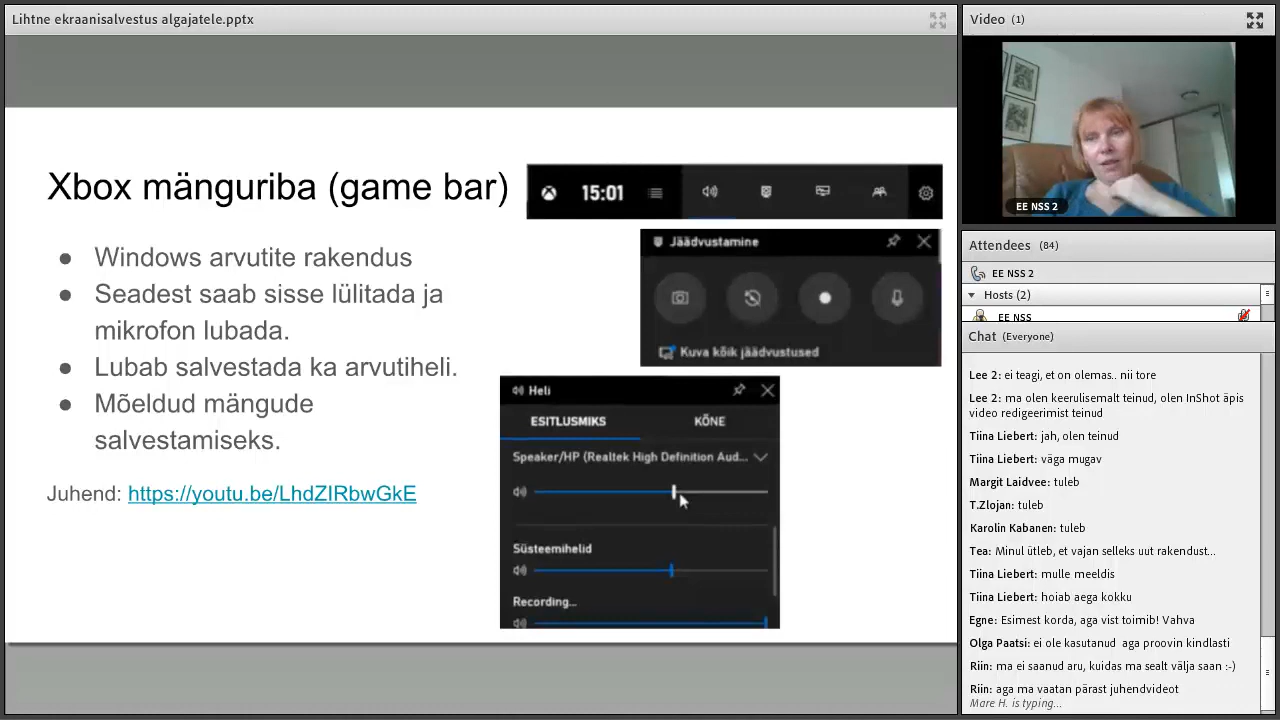 Lihtne ekraanisalvestus algajatele.pptx
Xbox mänguriba (game bar)
● Windows arvutite rakendus
● Seadest saab sisse lülitada ja
mikrofon lubada.
● Lubab salvestada ka arvutiheli.
● Mõeldud mängude
salvestamiseks.
Juhend: https://youtu.be/LhdZIRbwGkE
15:01
Jäädvustamine
Kuva kõik jäädvustused
Heli
ESITLUSMIKS KÕNE
Speaker/HP (Realtek High Definition Aud...
Süsteemihelid
Recording...
Video (1)
EE NSS 2
Attendees (84)
EE NSS 2
Hosts (2)
EE NSS
Chat (Everyone)
Lee 2: ei teagi, et on olemas.. nii tore
Lee 2: ma olen keerulisemalt teinud, olen InShot äpis
video redigeerimist teinud
Tiina Liebert: jah, olen teinud
Tiina Liebert: väga mugav
Margit Laidvee: tuleb
T.Zlojan: tuleb
Karolin Kabanen: tuleb
Tea: Minul ütleb, et vajan selleks uut rakendust...
Tiina Liebert: mulle meeldis
Tiina Liebert: hoiab aega kokku
Egne: Esimest korda, aga vist toimib! Vahva
Olga Paatsi: ei ole kasutanud aga proovin kindlasti
Riin: ma ei saanud aru, kuidas ma sealt välja saan :-)
Riin: aga ma vaatan pärast juhendvideot
Mare H. is typing...